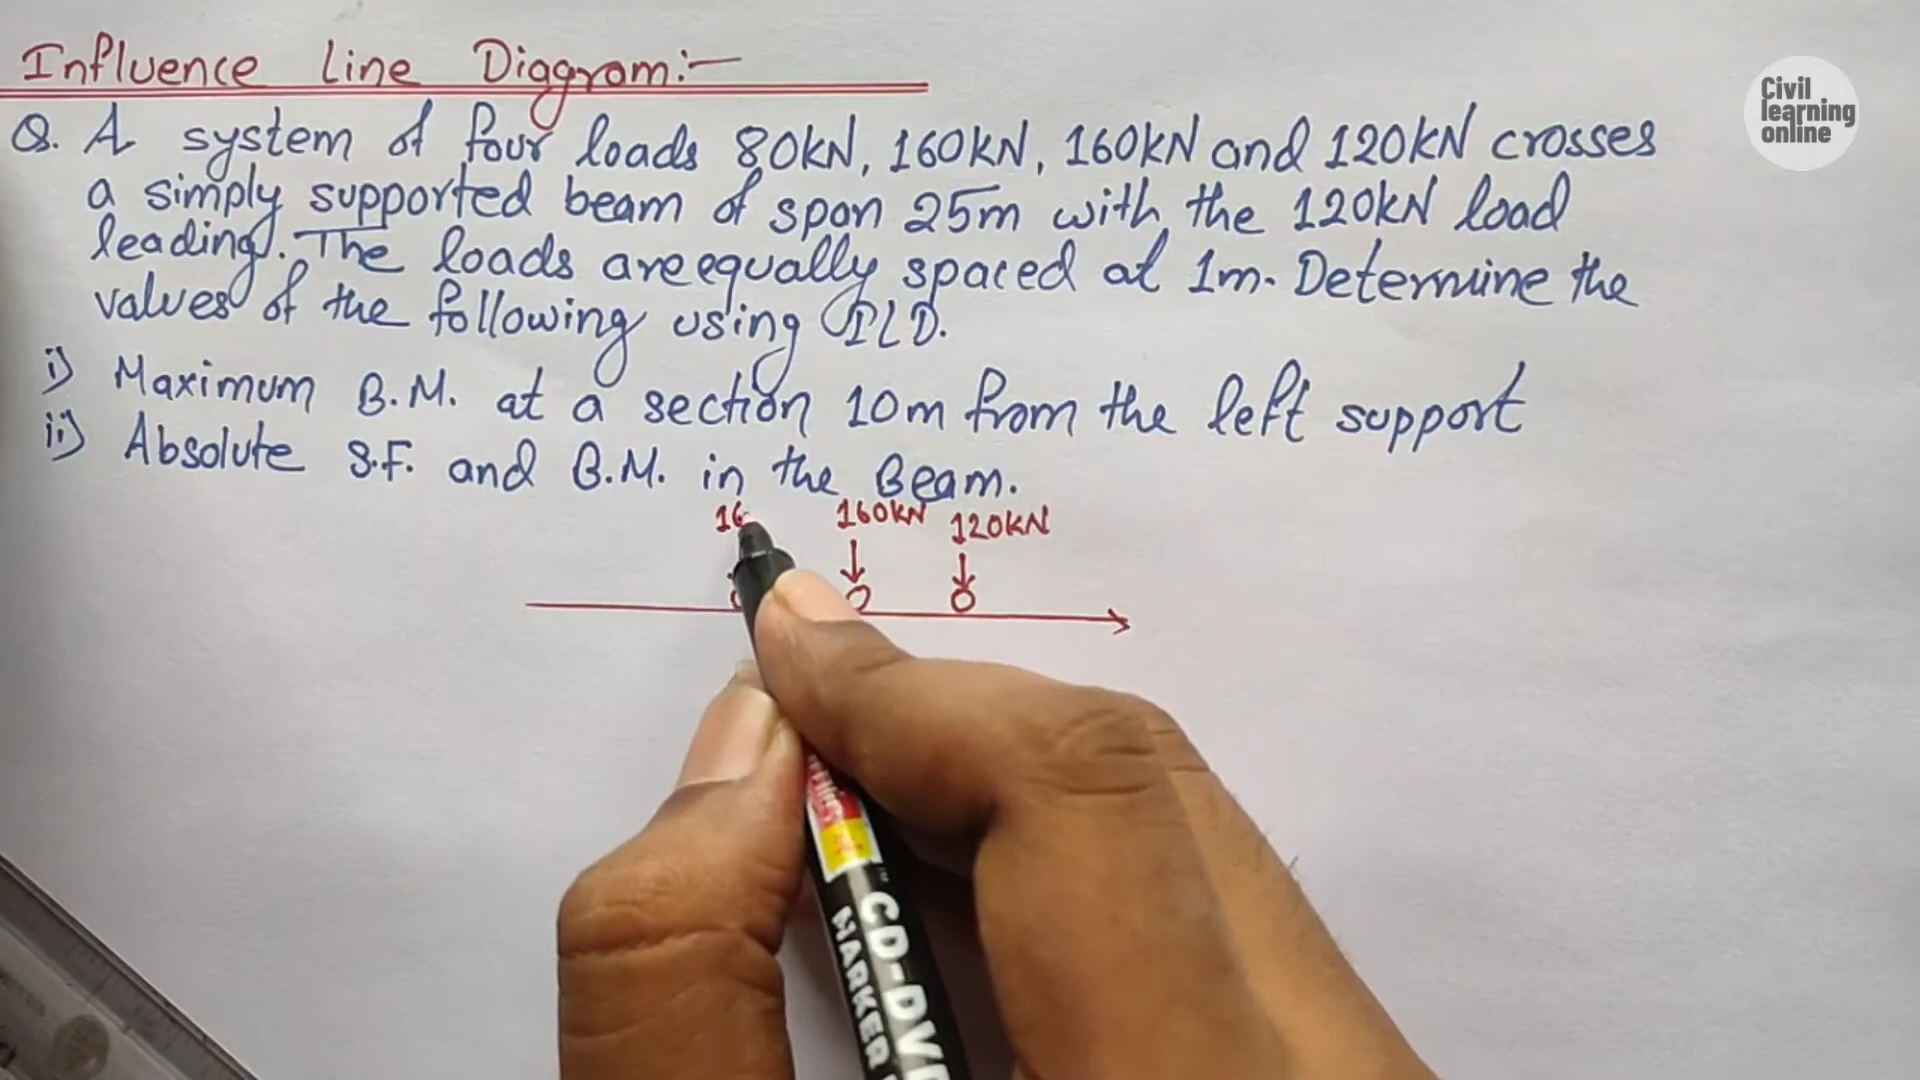 Influence Line Diagram:-
Q. A system of four loads 80KN, 160KN, 160KN and 120KN crosses
a simply supported beam of span 25m with the 120KN load
leading. The loads are equally spaced at 1m. Determine the
values of the following using ILD.
i) Maximum B.M. at a section 10m from the left support
ii) Absolute S.F. and B.M. in the Beam.
16 160KN 120KN
Civil
learning
online
CD-DV
MARKER